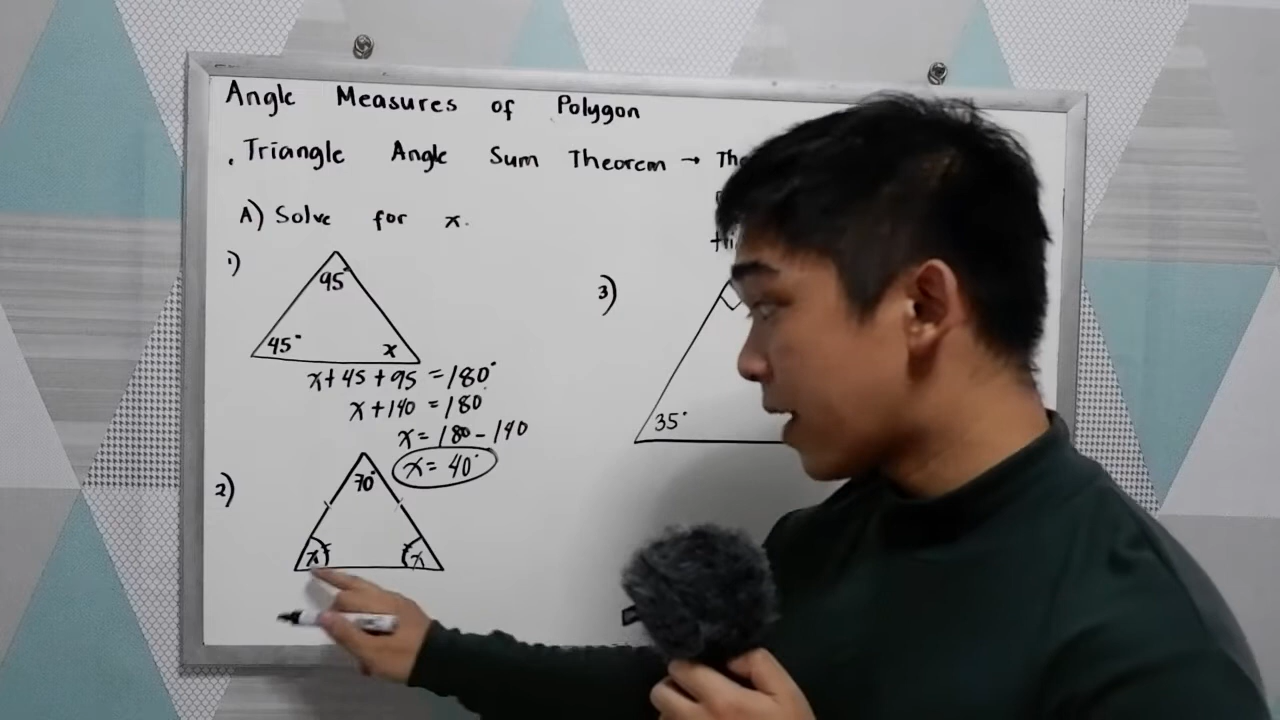 Angle Measures of Polygon
. Triangle Angle Sum Theorem → The
A) Solve for x.
1)
95°
45° x
x + 45 + 95 = 180°
x + 140 = 180
x = 180 - 140
x = 40°
2)
70°
x x
3)
35°